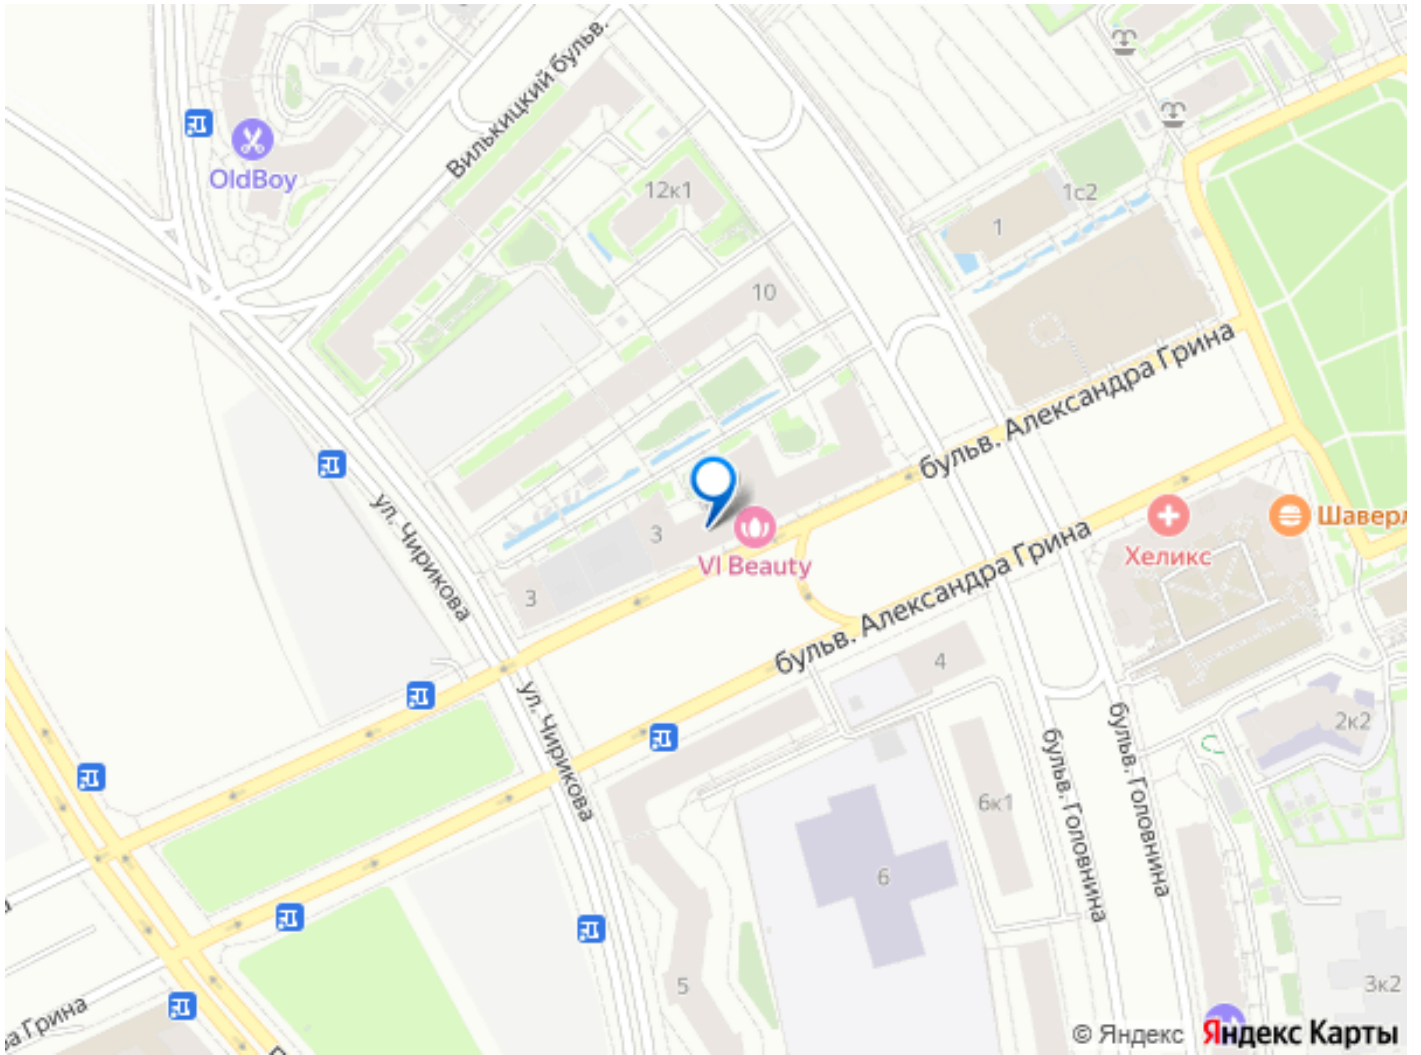 Вилькицкий бульв.
OldBoy
12к1
1с2
1
10
бульв. Александра Грина
ул. Чирикова
3
VI Beauty
3
Хеликс
бульв. Александра Грина
4
ул. Чирикова
2к2
бульв. Головнина
бульв. Головнина
6к1
6
5
3к2
Грина
© Яндекс Яндекс Карты